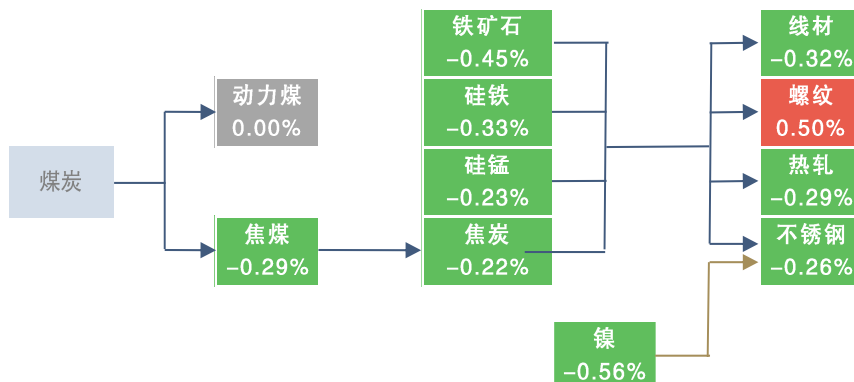 煤炭
动力煤
0.00%
焦煤
-0.29%
铁矿石
-0.45%
硅铁
-0.33%
硅锰
-0.23%
焦炭
-0.22%
镍
-0.56%
线材
-0.32%
螺纹
0.50%
热轧
-0.29%
不锈钢
-0.26%